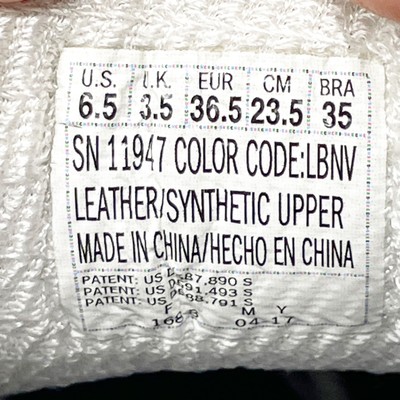 U.S. U.K. EUR CM BRA
6.5 3.5 36.5 23.5 35
SN 11947 COLOR CODE:LBNV
LEATHER/SYNTHETIC UPPER
MADE IN CHINA/HECHO EN CHINA
PATENT: US S
PATENT: US S
PATENT: US S
F M Y
04-17